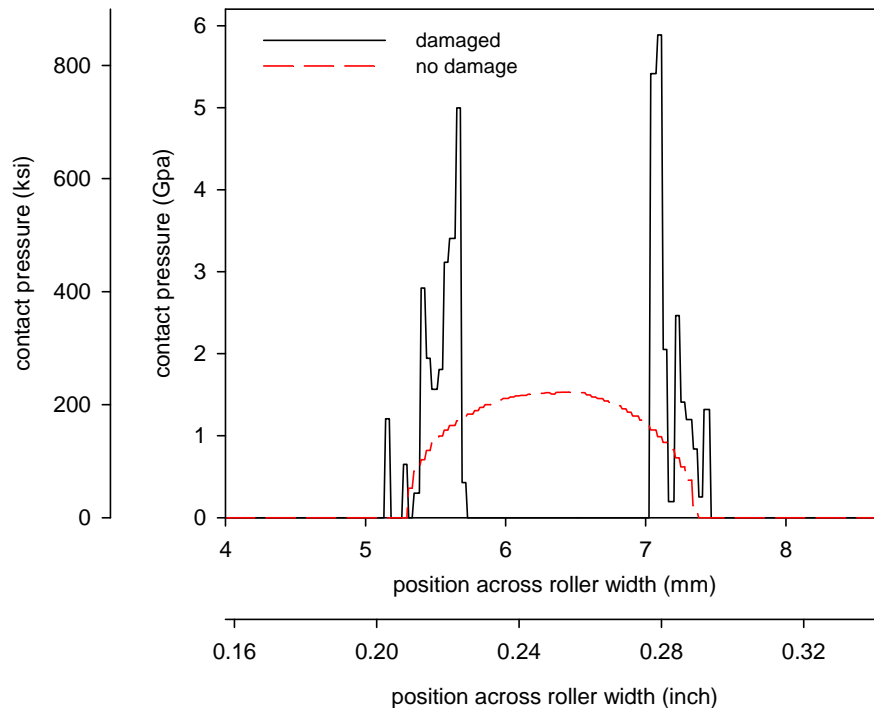 damaged
no damage
contact pressure (ksi)
800
600
400
200
0
contact pressure (Gpa)
6
5
4
3
2
1
0
4 5 6 7 8
position across roller width (mm)
0.16 0.20 0.24 0.28 0.32
position across roller width (inch)